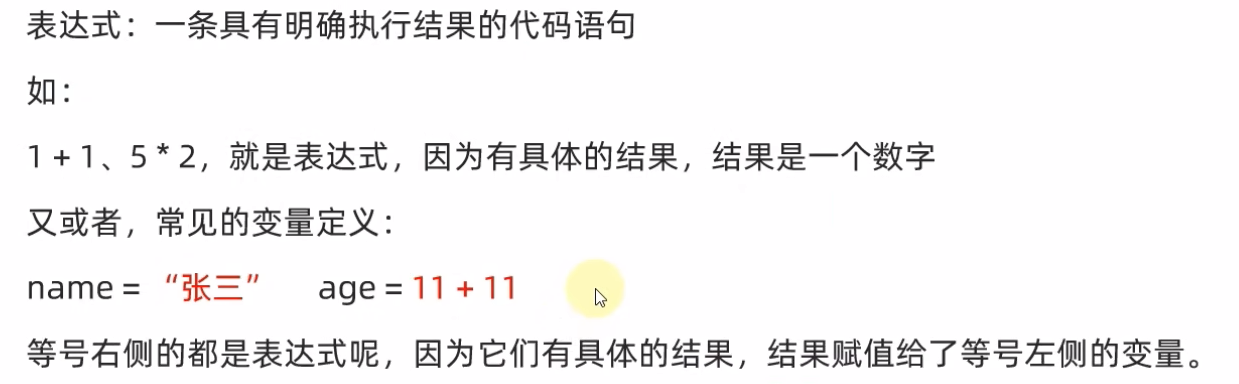 表达式：一条具有明确执行结果的代码语句
如：
1 + 1、5 * 2，就是表达式，因为有具体的结果，结果是一个数字
又或者，常见的变量定义：
name = “张三” age = 11 + 11
等号右侧的都是表达式呢，因为它们有具体的结果，结果赋值给了等号左侧的变量。